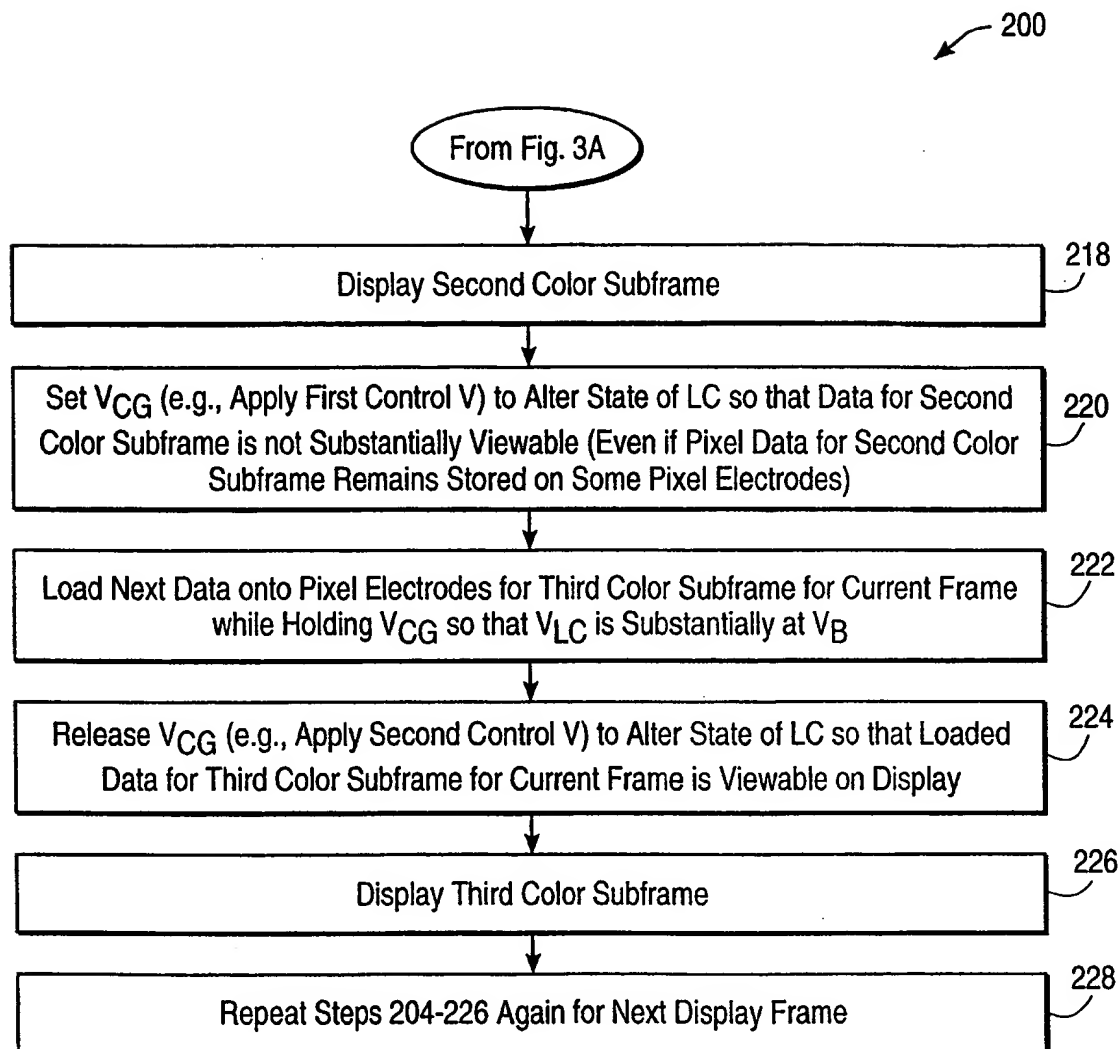 200
From Fig. 3A
Display Second Color Subframe
218
Set VCG (e.g., Apply First Control V) to Alter State of LC so that Data for Second
Color Subframe is not Substantially Viewable (Even if Pixel Data for Second Color
Subframe Remains Stored on Some Pixel Electrodes)
220
Load Next Data onto Pixel Electrodes for Third Color Subframe for Current Frame
while Holding VCG so that VLC is Substantially at VB
222
Release VCG (e.g., Apply Second Control V) to Alter State of LC so that Loaded
Data for Third Color Subframe for Current Frame is Viewable on Display
224
Display Third Color Subframe
226
Repeat Steps 204-226 Again for Next Display Frame
228